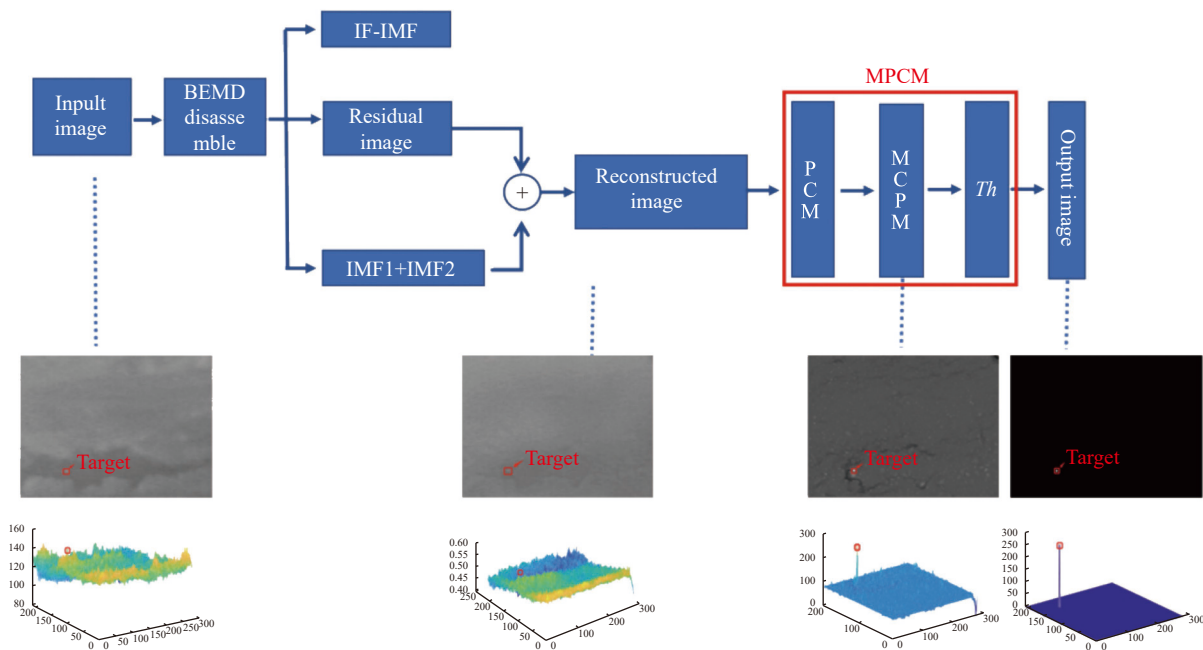 IF-IMF
MPCM
Inpult
image
BEMD
disasse
mble
Residual
image
+
Reconstructed
image
IMF1+IMF2
P
C
M
M
C
P
M
Th
Output image
Target
Target
Target
Target
160
140
120
100
80
200
150
100
50
0
0
50
100
150
200
250
300
0.60
0.55
0.50
0.45
0.40
250
200
150
100
50
0
0
100
200
300
300
200
100
0
200
100
0
0
100
200
300
300
250
200
150
100
50
0
200
150
100
50
0
0
100
200
300